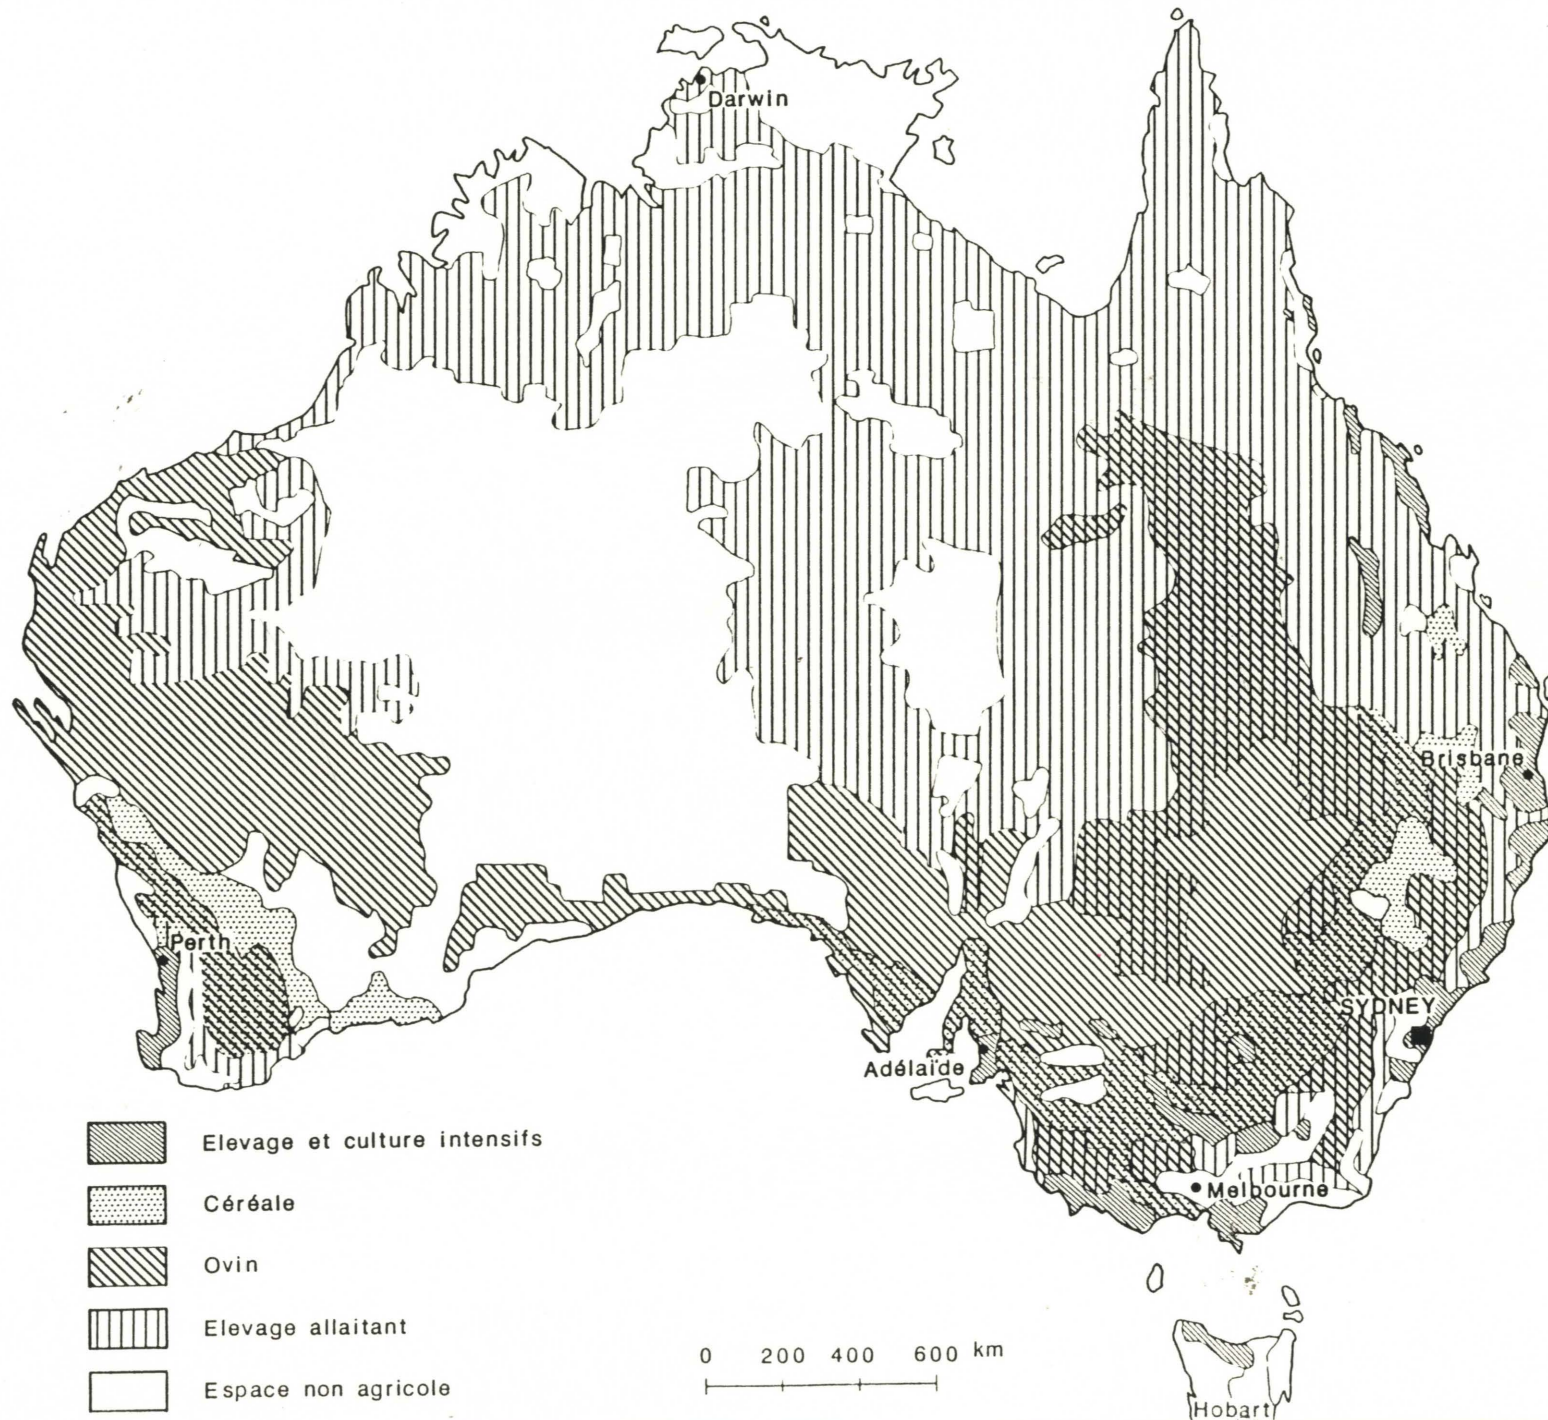 Darwin
Brisbane
Perth
SYDNEY
Adélaïde
Melbourne
Elevage et culture intensifs
Céréale
Ovin
Elevage allaitant
Espace non agricole
0 200 400 600 km
Hobart